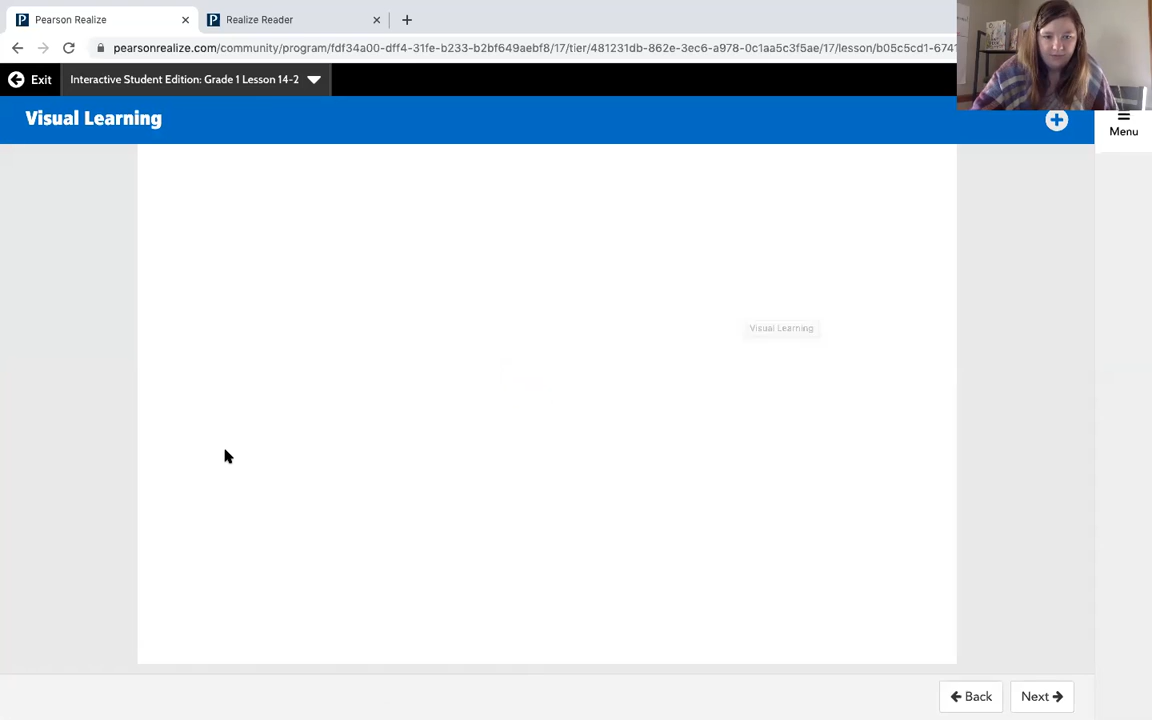 Pearson Realize
Realize Reader
pearsonrealize.com/community/program/fdf34a00-dff4-31fe-b233-b2bf649aebf8/17/tier/481231db-862e-3ec6-a978-0c1aa5c3f5ae/17/lesson/b05c5cd1-6741
Exit
Interactive Student Edition: Grade 1 Lesson 14-2
Visual Learning
Menu
Visual Learning
Back
Next